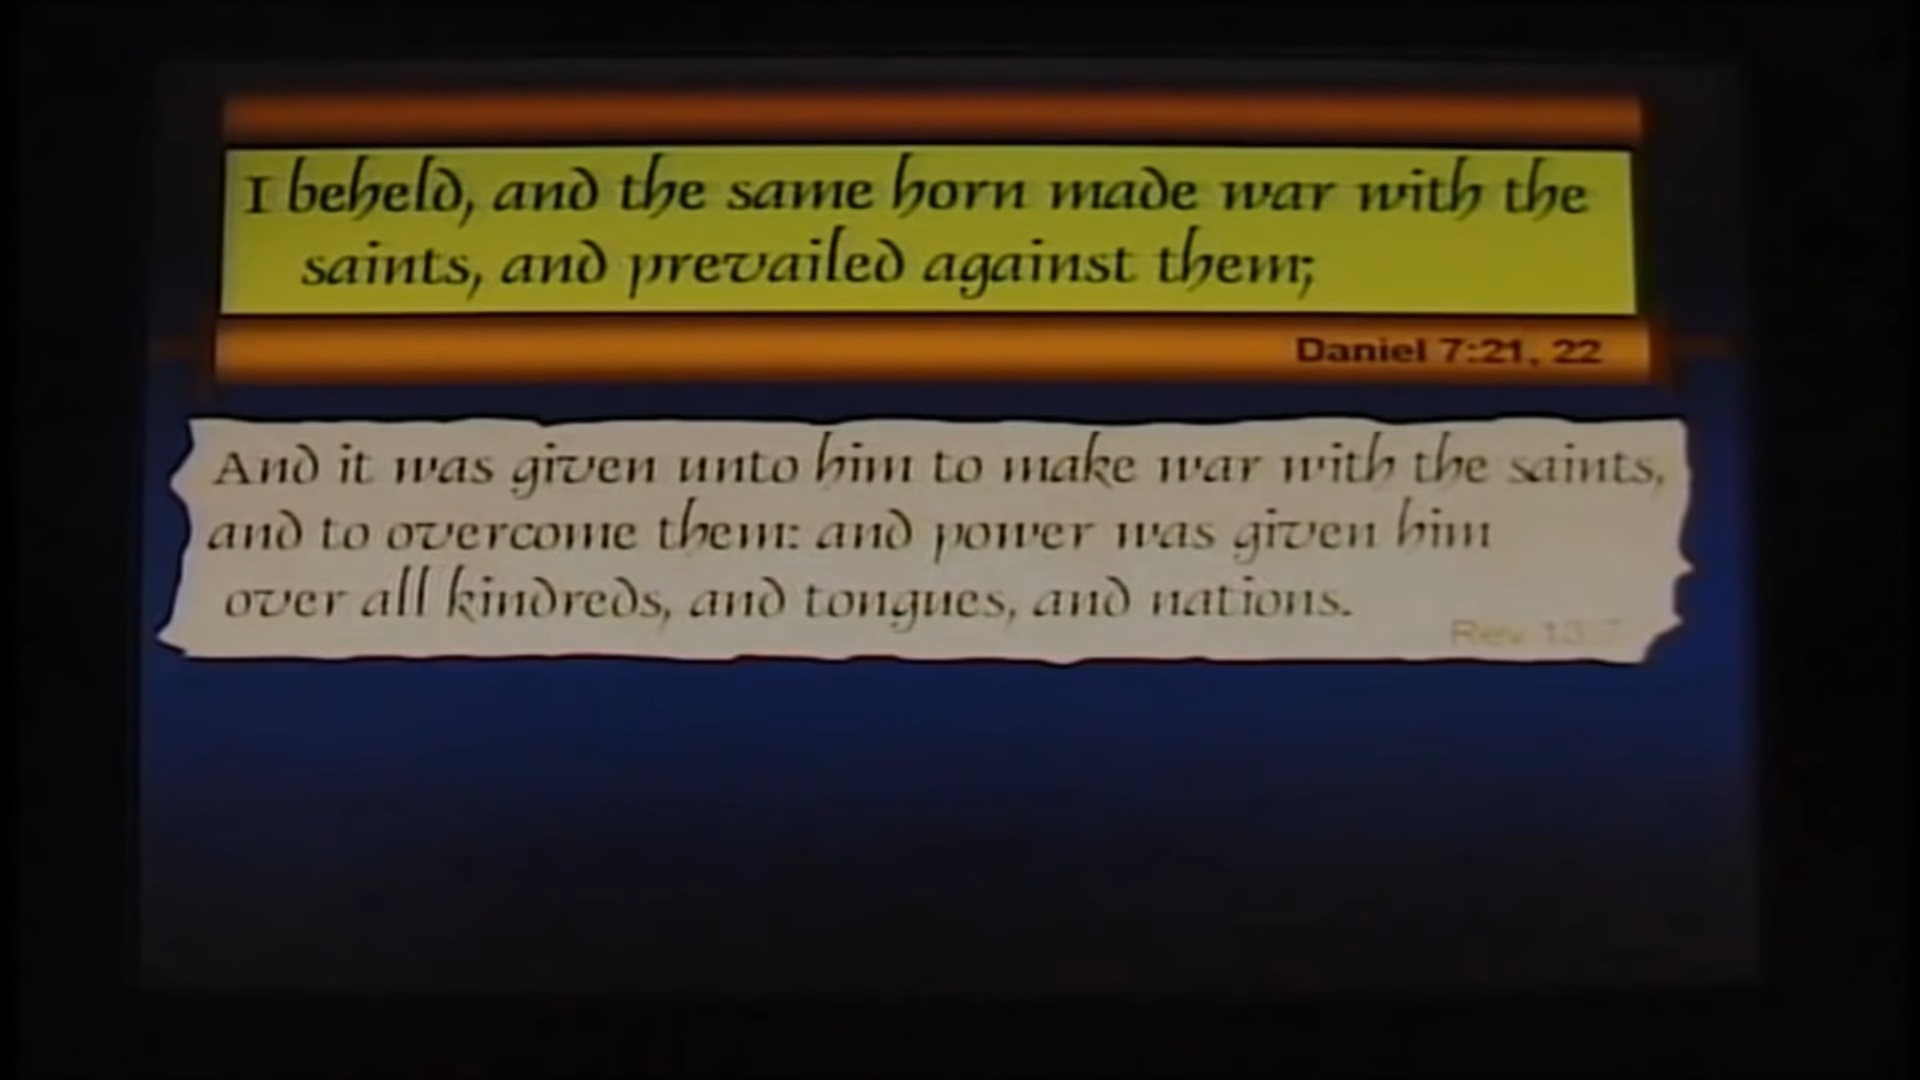 I beheld, and the same horn made war with the
saints, and prevailed against them;
Daniel 7:21, 22
And it was given unto him to make war with the saints,
and to overcome them: and power was given him
over all kindreds, and tongues, and nations.
Rev 13:7